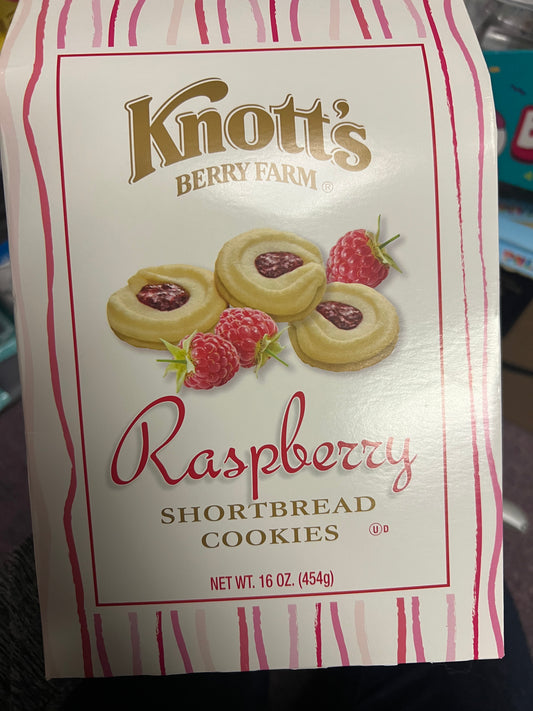 Knott's
BERRY FARM ®
Raspberry
SHORTBREAD
COOKIES Ⓤ D
NET WT. 16 OZ. (454g)